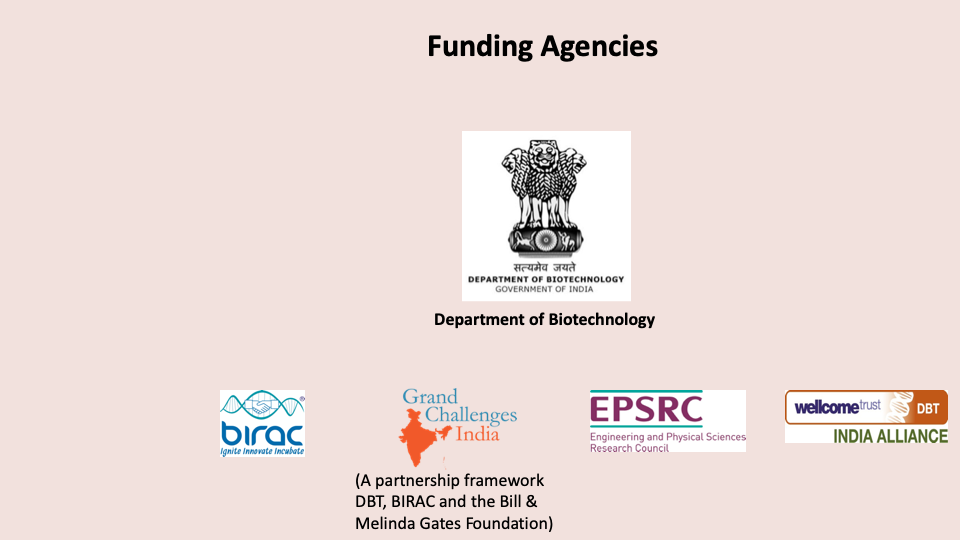 Funding Agencies
सत्यमेव जयते
DEPARTMENT OF BIOTECHNOLOGY
GOVERNMENT OF INDIA
Department of Biotechnology
birac
®
Ignite Innovate Incubate
Grand
Challenges
India
(A partnership framework
DBT, BIRAC and the Bill &
Melinda Gates Foundation)
EPSRC
Engineering and Physical Sciences
Research Council
wellcometrust DBT
INDIA ALLIANCE